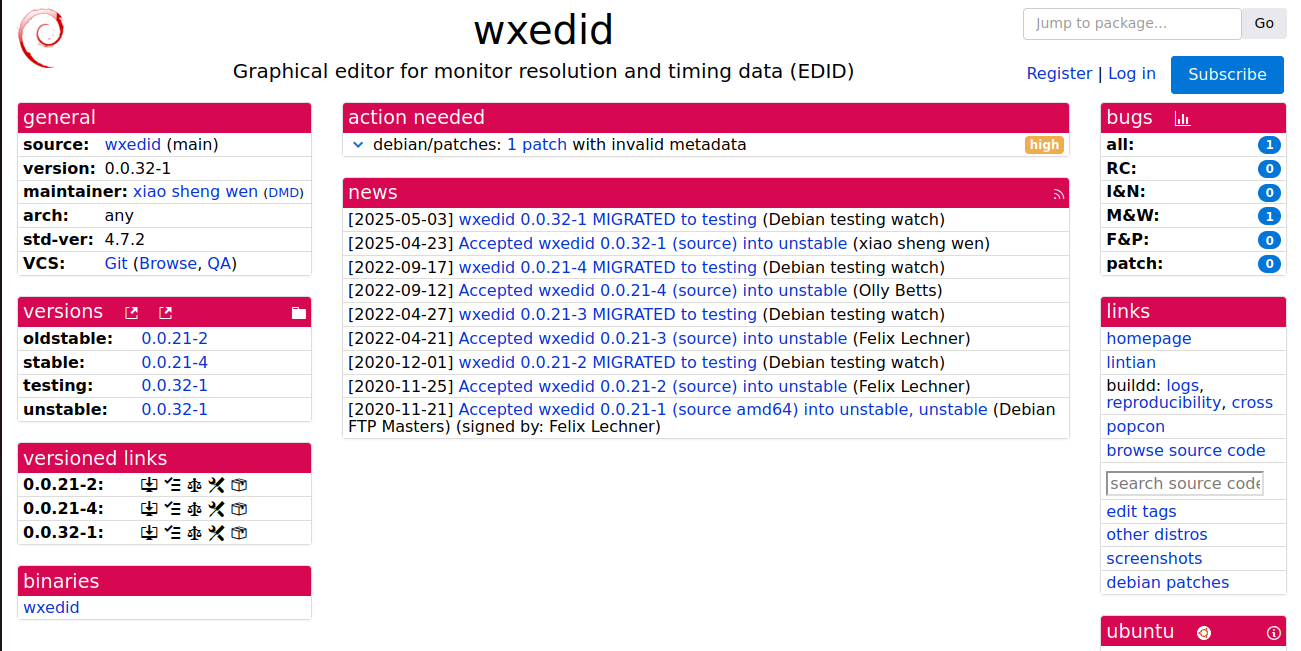 wxedid
Jump to package...
Go
Graphical editor for monitor resolution and timing data (EDID)
Register | Log in
Subscribe
general
source: wxedid (main)
version: 0.0.32-1
maintainer: xiao sheng wen (DMD)
arch: any
std-ver: 4.7.2
VCS: Git (Browse, QA)
versions
oldstable: 0.0.21-2
stable: 0.0.21-4
testing: 0.0.32-1
unstable: 0.0.32-1
versioned links
0.0.21-2:
0.0.21-4:
0.0.32-1:
binaries
wxedid
action needed
debian/patches: 1 patch with invalid metadata high
news
[2025-05-03] wxedid 0.0.32-1 MIGRATED to testing (Debian testing watch)
[2025-04-23] Accepted wxedid 0.0.32-1 (source) into unstable (xiao sheng wen)
[2022-09-17] wxedid 0.0.21-4 MIGRATED to testing (Debian testing watch)
[2022-09-12] Accepted wxedid 0.0.21-4 (source) into unstable (Olly Betts)
[2022-04-27] wxedid 0.0.21-3 MIGRATED to testing (Debian testing watch)
[2022-04-21] Accepted wxedid 0.0.21-3 (source) into unstable (Felix Lechner)
[2020-12-01] wxedid 0.0.21-2 MIGRATED to testing (Debian testing watch)
[2020-11-25] Accepted wxedid 0.0.21-2 (source) into unstable (Felix Lechner)
[2020-11-21] Accepted wxedid 0.0.21-1 (source amd64) into unstable, unstable (Debian
FTP Masters) (signed by: Felix Lechner)
bugs
all: 1
RC: 0
I&N: 0
M&W: 1
F&P: 0
patch: 0
links
homepage
lintian
buildd: logs,
reproducibility, cross
popcon
browse source code
search source code
edit tags
other distros
screenshots
debian patches
ubuntu